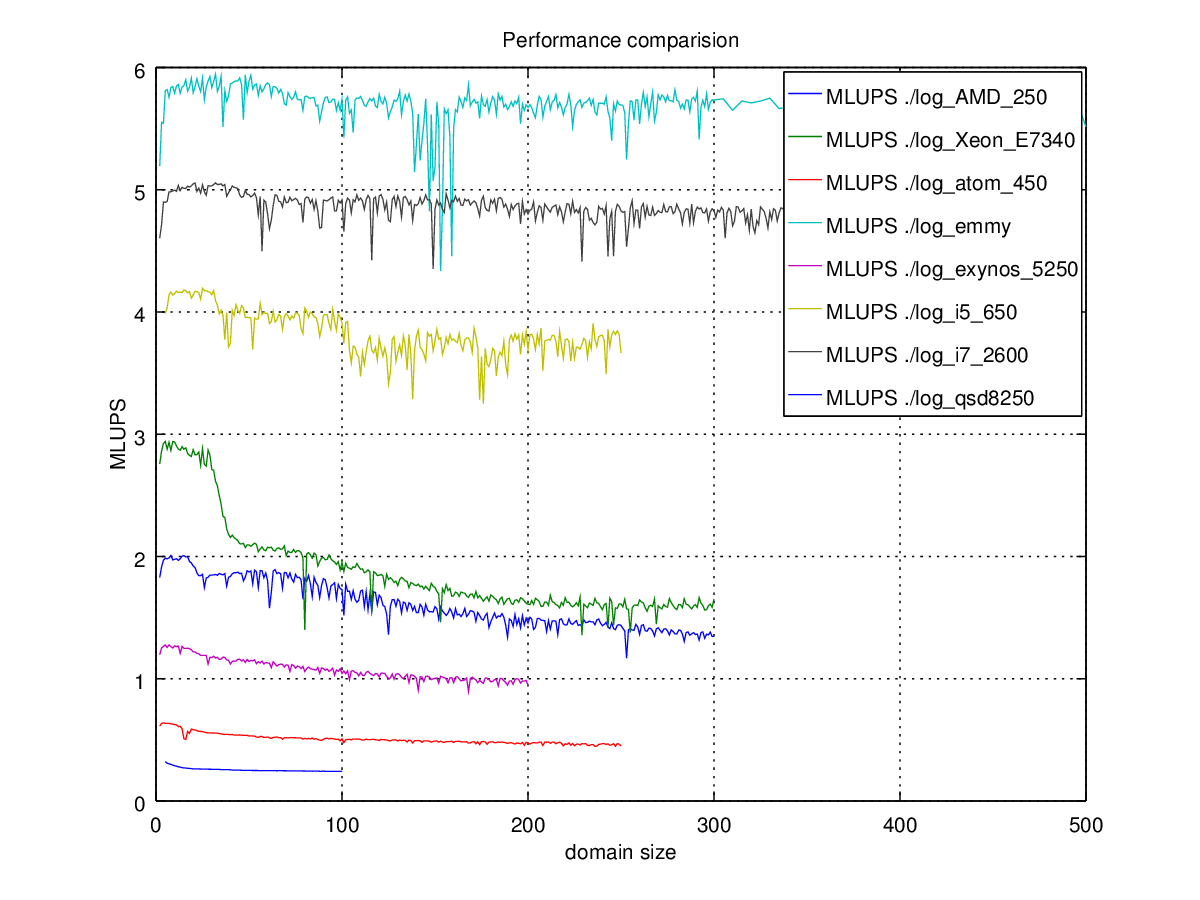 Performance comparision
MLUPS
6
5
4
3
2
1
0
MLUPS ./log_AMD_250
MLUPS ./log_Xeon_E7340
MLUPS ./log_atom_450
MLUPS ./log_emmy
MLUPS ./log_exynos_5250
MLUPS ./log_i5_650
MLUPS ./log_i7_2600
MLUPS ./log_qsd8250
0 100 200 300 400 500
domain size